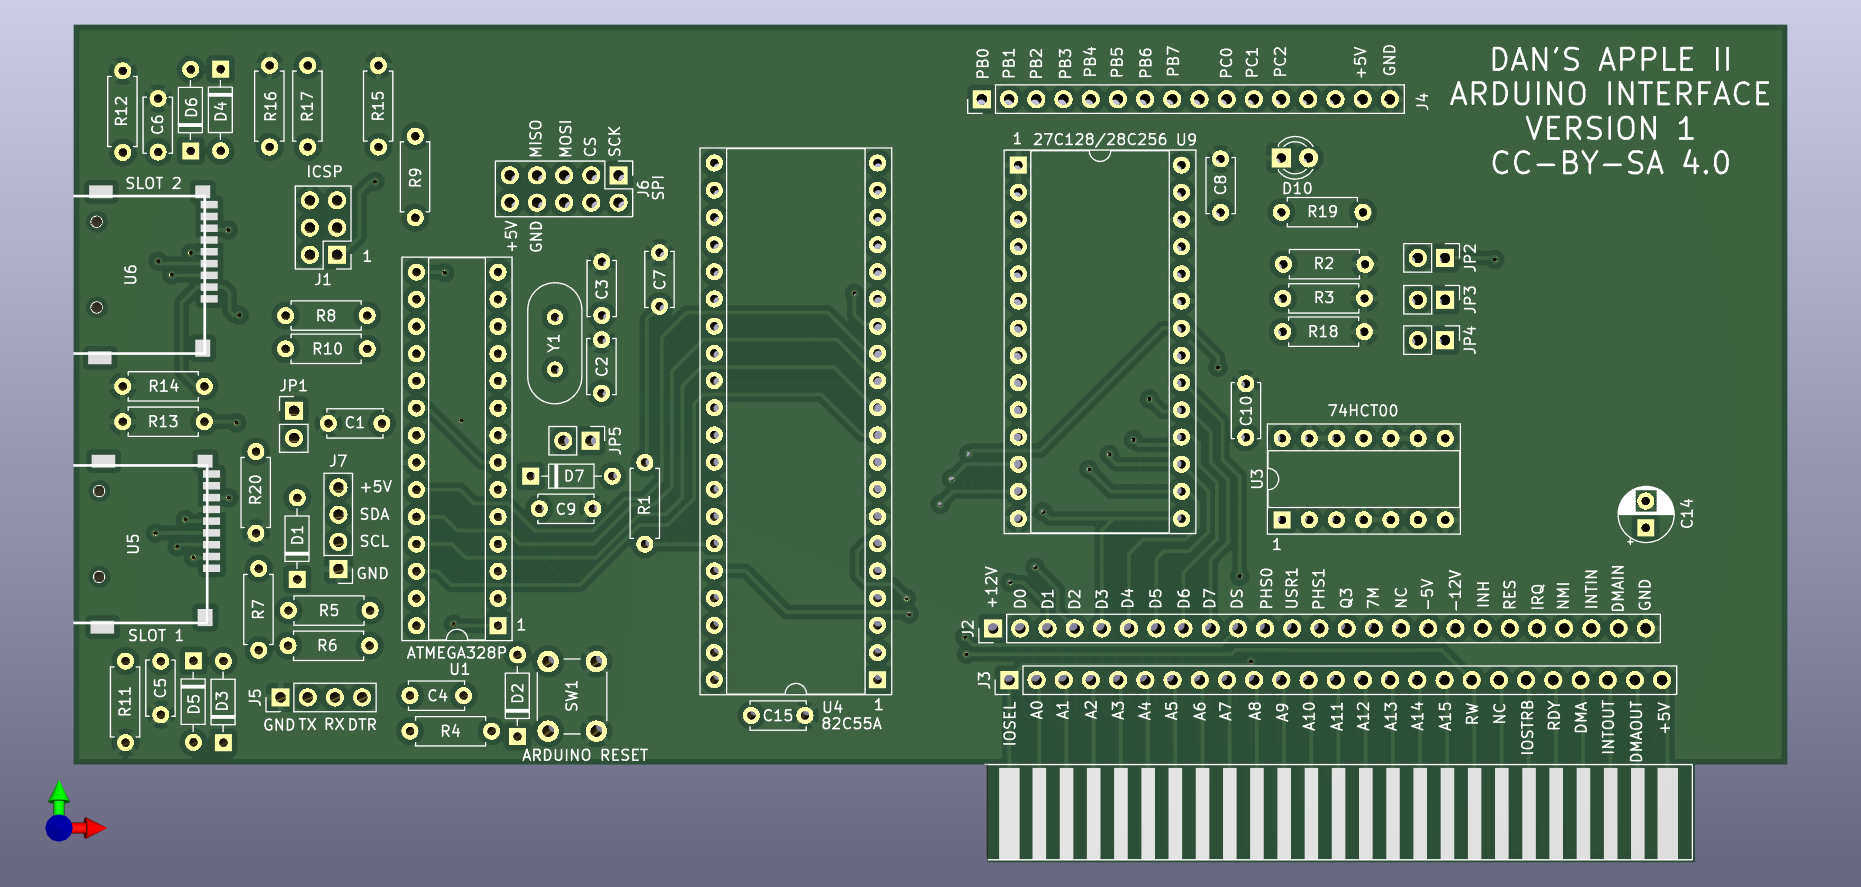 DAN'S APPLE II
ARDUINO INTERFACE
VERSION 1
CC-BY-SA 4.0
PB0 PB1 PB2 PB3 PB4 PB5 PB6 PB7 PC0 PC1 PC2 +5V GND
J4
R12 C6 D6 D4 R16 R17 R15
R9
SLOT 2
ICSP
J1
1
U6
MISO MOSI CS SCK
J6
SPI
+5V GND
1 27C128/28C256 U9
C8
D10
R19
R2
R3
R18
JP2
JP3
JP4
R8
R10
R14
R13
JP1
C1
Y1
C3
C2
C7
JP5
D7
C9
R1
C10
74HCT00
U3
1
C14
+
J7
+5V
SDA
SCL
GND
R20
D1
U5
R7
R5
R6
SLOT 1
R11 C5 D5 D3
J5
GND TX RX DTR
1
ATMEGA328P
U1
C4
R4
D2
SW1
ARDUINO RESET
C15
U4
82C55A
1
J2
+12V D0 D1 D2 D3 D4 D5 D6 D7 DS PHS0 USR1 PHS1 Q3 7M NC -5V -12V INH RES IRQ NMI INTIN DMAIN GND
J3
IOSEL A0 A1 A2 A3 A4 A5 A6 A7 A8 A9 A10 A11 A12 A13 A14 A15 RW NC IOSTRB RDY DMA INTOUT DMAOUT +5V